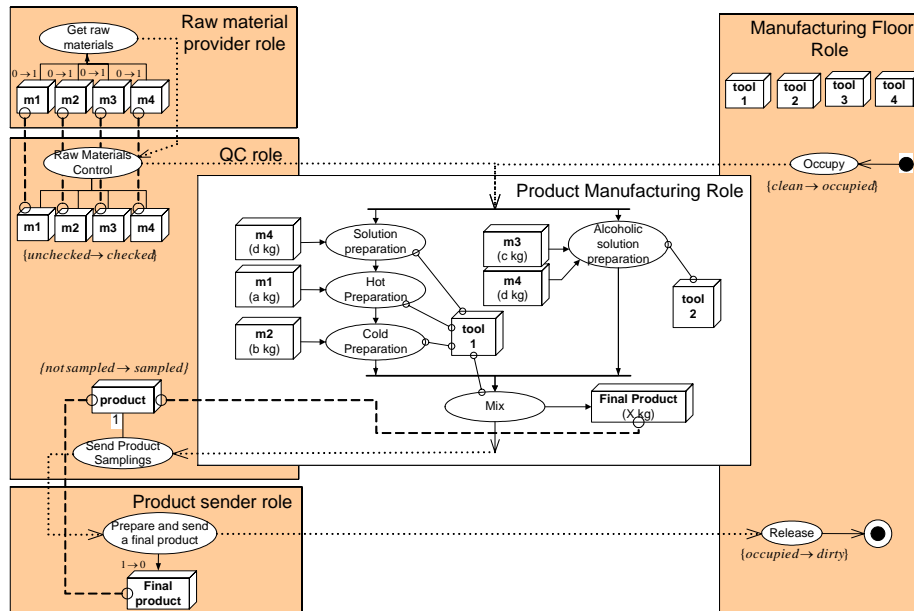 Raw material
provider role
Get raw
materials
0→1
0→1
0→1
0→1
m1
m2
m3
m4
QC role
Raw Materials
Control
m1
m2
m3
m4
{unchecked→checked}
{notsampled→sampled}
product
1
Send Product
Samplings
Product sender role
Prepare and send
a final product
1→0
Final
product
Product Manufacturing Role
m4
(d kg)
Solution
preparation
m1
(a kg)
Hot
Preparation
m2
(b kg)
Cold
Preparation
tool
1
m3
(c kg)
m4
(d kg)
Alcoholic
solution
preparation
tool
2
Mix
Final Product
(X kg)
Manufacturing Floor
Role
tool
1
tool
2
tool
3
tool
4
Occupy
{clean→occupied}
Release
{occupied→dirty}